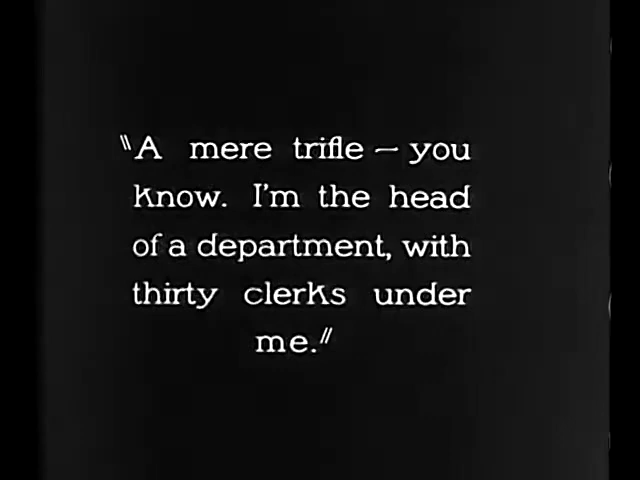 "A mere trifle — you
know. I'm the head
of a department, with
thirty clerks under
me."